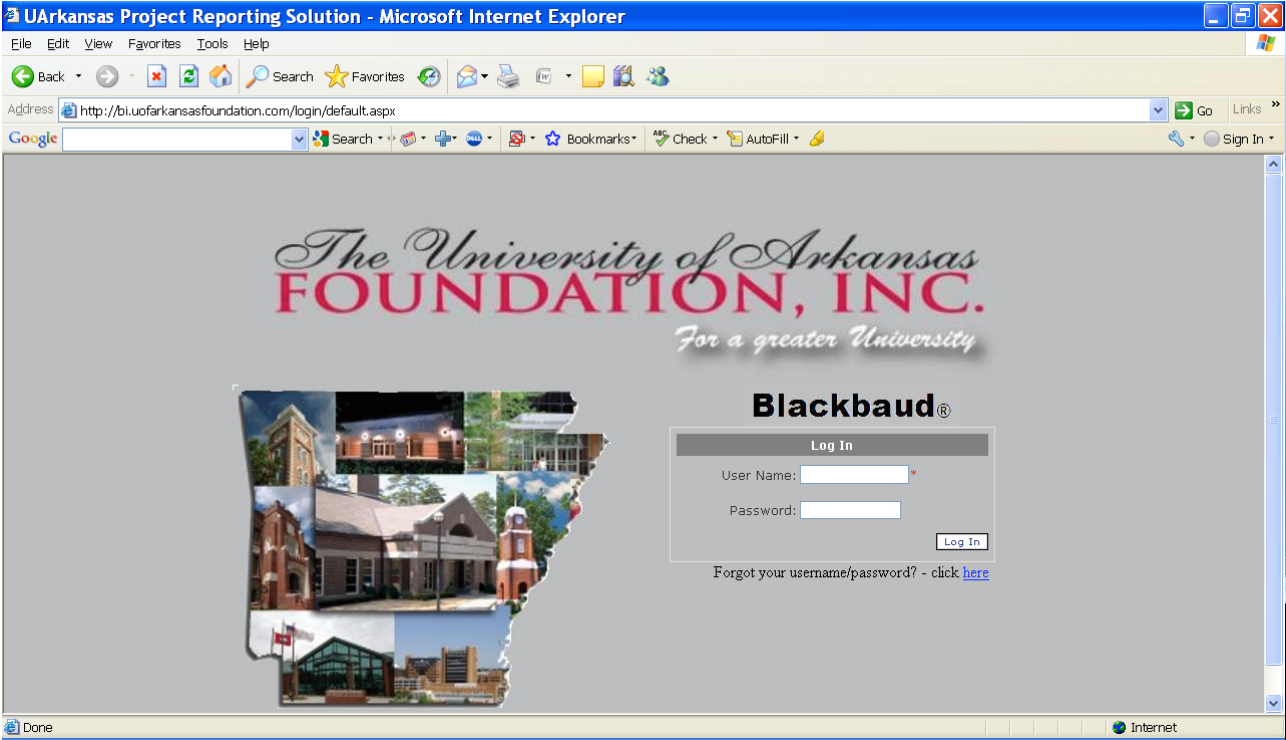 UArkansas Project Reporting Solution - Microsoft Internet Explorer
File Edit View Favorites Tools Help
Back Search Favorites
Address http://bi.uofarkansasfoundation.com/login/default.aspx Go Links »
Google Search Bookmarks ABC Check AutoFill Sign In
The University of Arkansas
FOUNDATION, INC.
For a greater University
Blackbaud®
Log In
User Name: *
Password:
Log In
Forgot your username/password? - click here
Done Internet